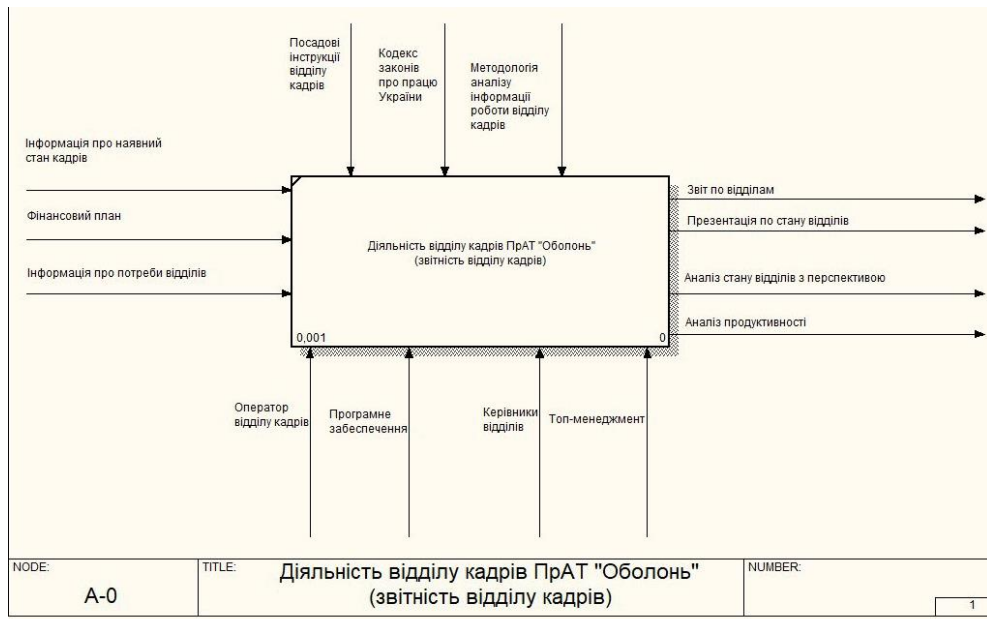 Посадові
інструкції
відділу
кадрів
Кодекс
законів
про працю
України
Методологія
аналізу
інформації
роботи відділу
кадрів
Інформація про наявний
стан кадрів
Фінансовий план
Інформація про потреби відділів
Діяльність відділу кадрів ПрАТ "Оболонь"
(звітність відділу кадрів)
0,001
0
Звіт по відділам
Презентація по стану відділів
Аналіз стану відділів з перспективою
Аналіз продуктивності
Оператор
відділу кадрів
Програмне
забеспечення
Керівники
відділів
Топ-менеджмент
NODE:
A-0
TITLE:
Діяльність відділу кадрів ПрАТ "Оболонь"
(звітність відділу кадрів)
NUMBER:
1